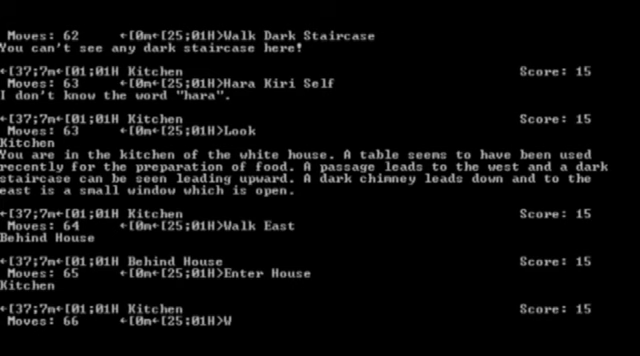 Moves: 62 ←[0m←[25;01H>Walk Dark Staircase
You can't see any dark staircase here!
←[37;7m←[01;01H Kitchen Score: 15
Moves: 63 ←[0m←[25;01H>Hara Kiri Self
I don't know the word "hara".
←[37;7m←[01;01H Kitchen Score: 15
Moves: 63 ←[0m←[25;01H>Look
Kitchen
You are in the kitchen of the white house. A table seems to have been used
recently for the preparation of food. A passage leads to the west and a dark
staircase can be seen leading upward. A dark chimney leads down and to the
east is a small window which is open.
←[37;7m←[01;01H Kitchen Score: 15
Moves: 64 ←[0m←[25;01H>Walk East
Behind House
←[37;7m←[01;01H Behind House Score: 15
Moves: 65 ←[0m←[25;01H>Enter House
Kitchen
←[37;7m←[01;01H Kitchen Score: 15
Moves: 66 ←[0m←[25;01H>W